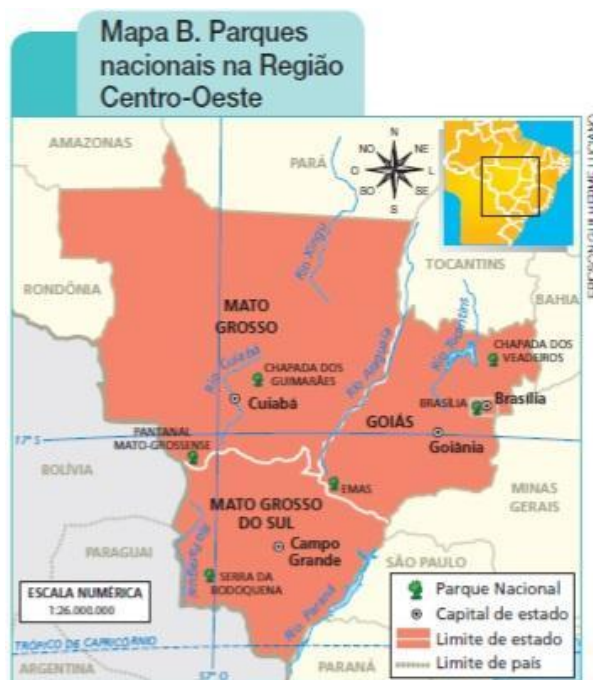 Mapa B. Parques
nacionais na Região
Centro-Oeste
AMAZONAS
PARÁ
N
NO
NE
O
L
SO
SE
S
TOCANTINS
BAHIA
RONDÔNIA
Rio Xingu
MATO
GROSSO
Rio Araguaia
Rio Tocantins
CHAPADA DOS
VEADEIROS
Rio Cuiabá
CHAPADA DOS
GUIMARÃES
Cuiabá
BRASÍLIA
Brasília
GOIÁS
Goiânia
17° S
PANTANAL
MATO-GROSSENSE
BOLÍVIA
EMAS
MINAS
GERAIS
MATO GROSSO
DO SUL
Rio Paraguai
PARAGUAI
Campo
Grande
SÃO PAULO
SERRA DA
BODOQUENA
Rio Paraná
ESCALA NUMÉRICA
1:26.000.000
Parque Nacional
Capital de estado
Limite de estado
Limite de país
TRÓPICO DE CAPRICÓRNIO
ARGENTINA
57° O
PARANÁ